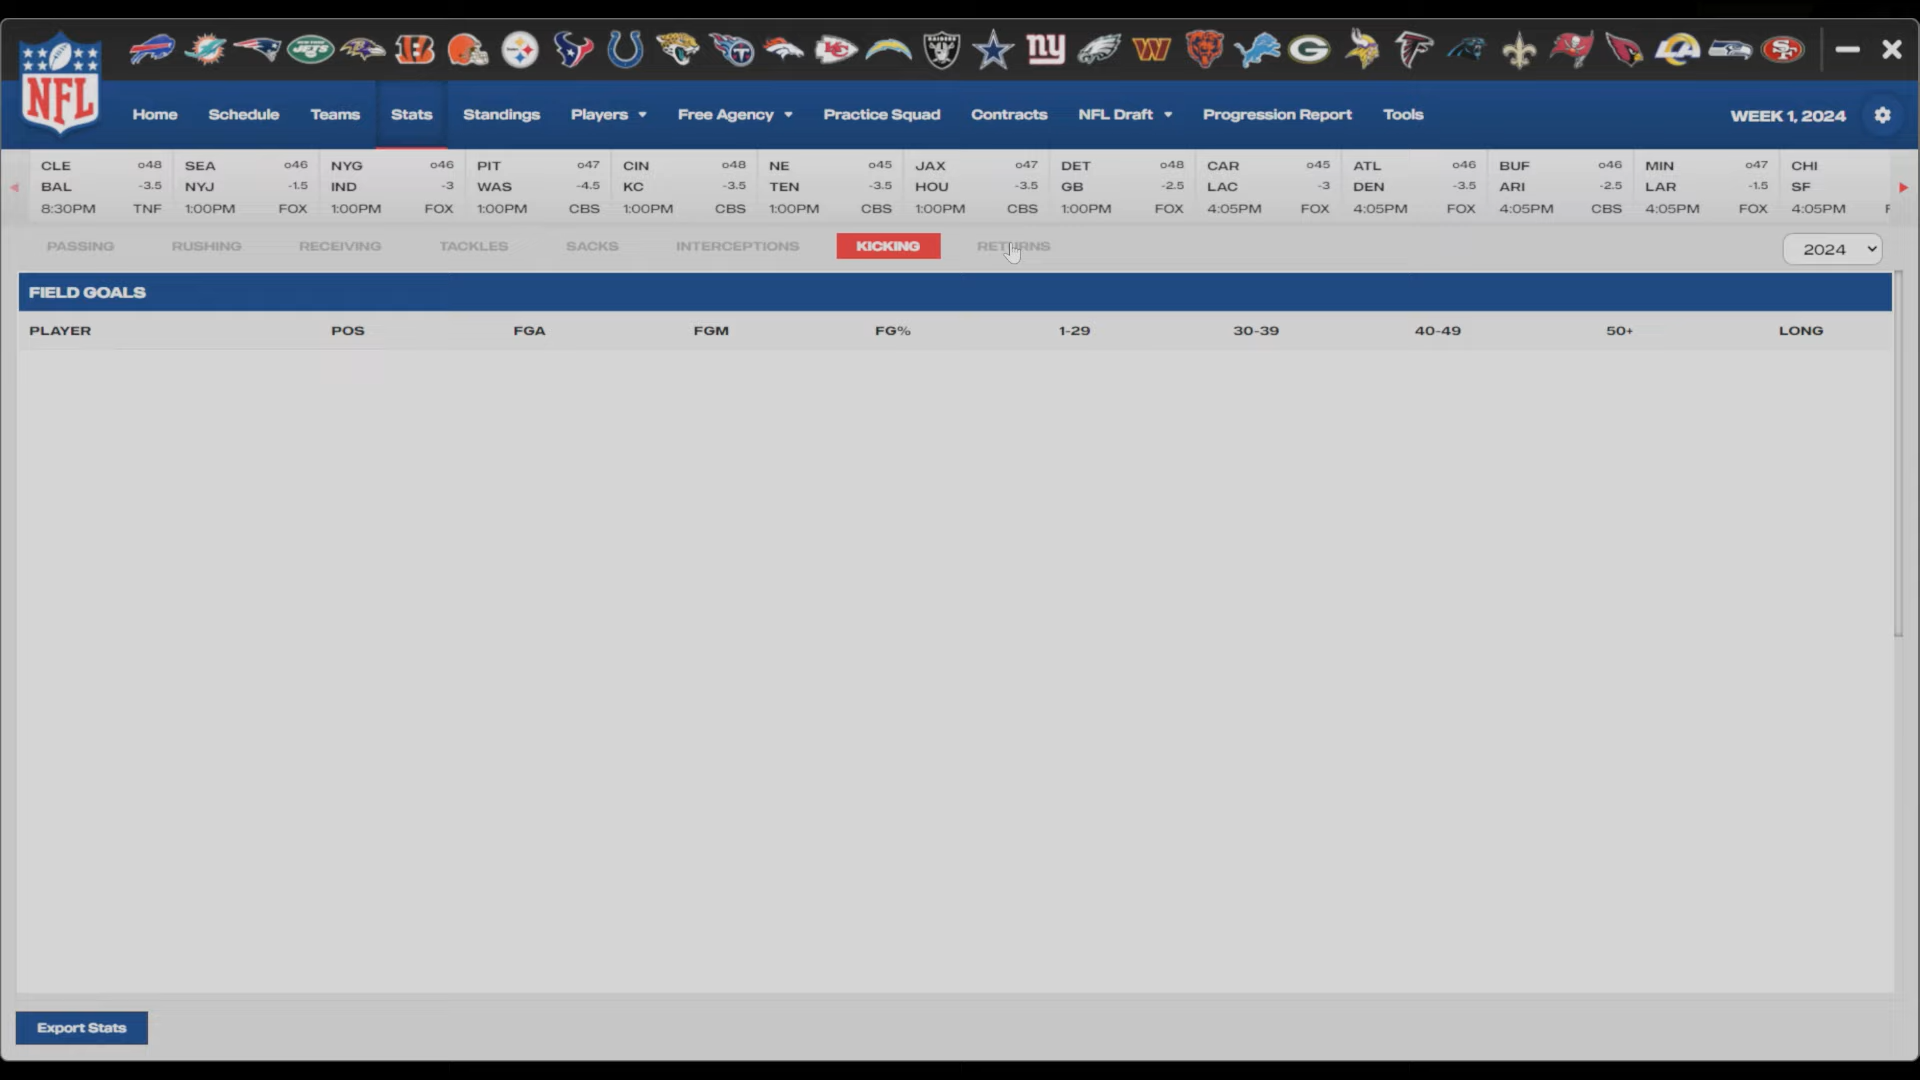 NFL
Home Schedule Teams Stats Standings Players Free Agency Practice Squad Contracts NFL Draft Progression Report Tools WEEK 1, 2024
CLE o48 SEA o46 NYG o46 PIT o47 CIN o48 NE o45 JAX o47 DET o48 CAR o45 ATL o46 BUF o46 MIN o47 CHI
BAL -3.5 NYJ -1.5 IND -3 WAS -4.5 KC -3.5 TEN -3.5 HOU -3.5 GB -2.5 LAC -3 DEN -3.5 ARI -2.5 LAR -1.5 SF
8:30PM TNF 1:00PM FOX 1:00PM FOX 1:00PM CBS 1:00PM CBS 1:00PM CBS 1:00PM CBS 1:00PM FOX 4:05PM FOX 4:05PM FOX 4:05PM CBS 4:05PM FOX 4:05PM F
PASSING RUSHING RECEIVING TACKLES SACKS INTERCEPTIONS KICKING RETURNS 2024
FIELD GOALS
PLAYER POS FGA FGM FG% 1-29 30-39 40-49 50+ LONG
Export Stats